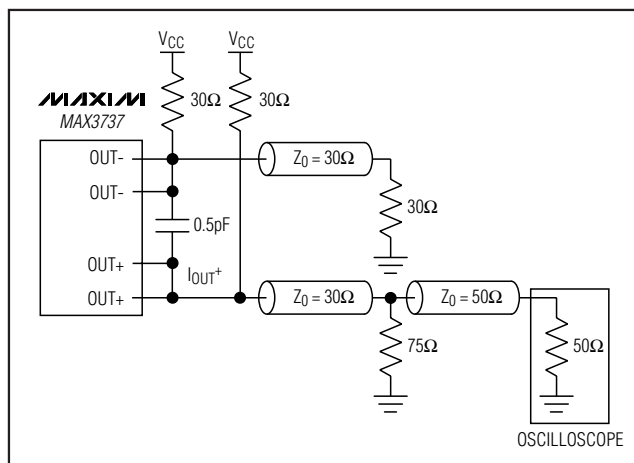 VCC VCC
30Ω 30Ω
MAXIM
MAX3737
OUT- Z0 = 30Ω
OUT-
30Ω
0.5pF
OUT+ IOUT+
OUT+ Z0 = 30Ω Z0 = 50Ω
75Ω 50Ω
OSCILLOSCOPE